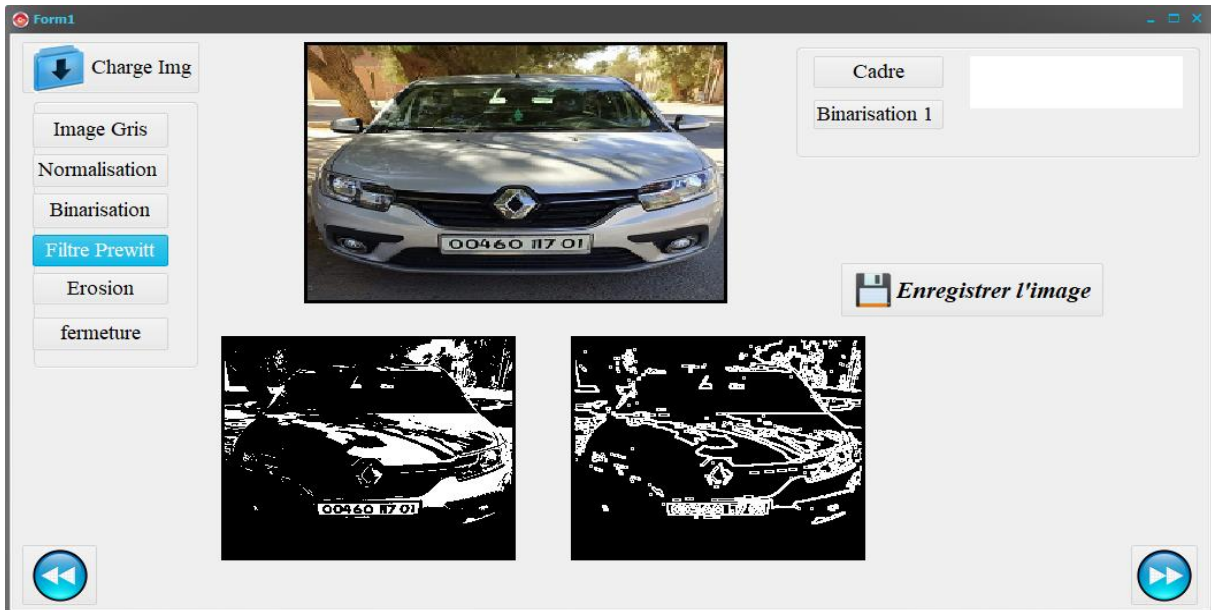 Form1
Charge Img
Image Gris
Normalisation
Binarisation
Filtre Prewitt
Erosion
fermeture
00460 117 01
Cadre
Binarisation 1
Enregistrer l'image
00460 117 01